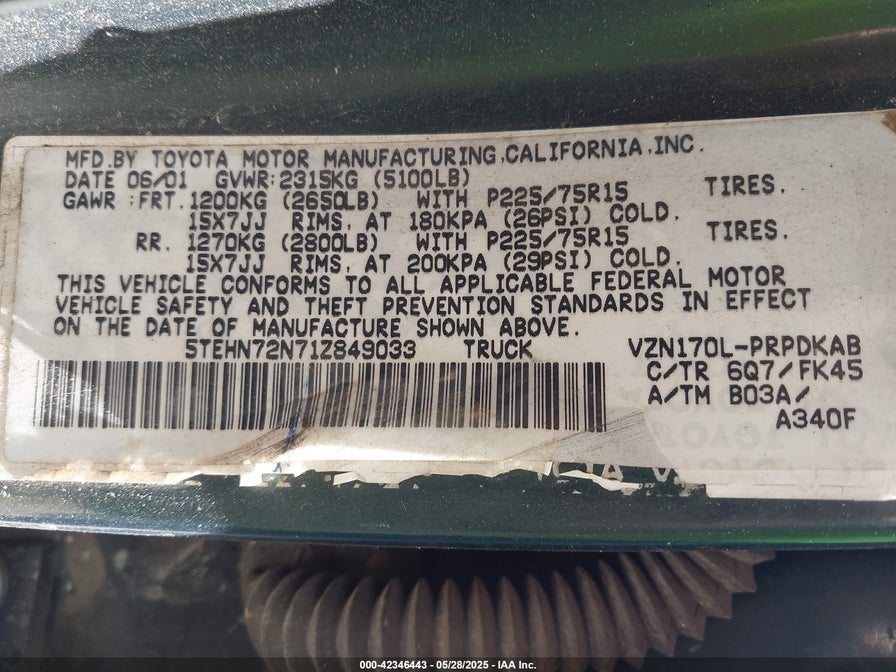 MFD.BY TOYOTA MOTOR MANUFACTURING,CALIFORNIA,INC.
DATE 06/01 GVWR:2315KG (5100LB)
GAWR :FRT.1200KG (2650LB) WITH P225/75R15 TIRES.
15X7JJ RIMS, AT 180KPA (26PSI) COLD.
RR. 1270KG (2800LB) WITH P225/75R15 TIRES.
15X7JJ RIMS, AT 200KPA (29PSI) COLD.
THIS VEHICLE CONFORMS TO ALL APPLICABLE FEDERAL MOTOR
VEHICLE SAFETY AND THEFT PREVENTION STANDARDS IN EFFECT
ON THE DATE OF MANUFACTURE SHOWN ABOVE.
5TEHN72N71Z849033 TRUCK VZN170L-PRPDKAB
C/TR 6Q7/FK45
A/TM B03A/
A340F
000-42346443 - 05/28/2025 - IAA Inc.